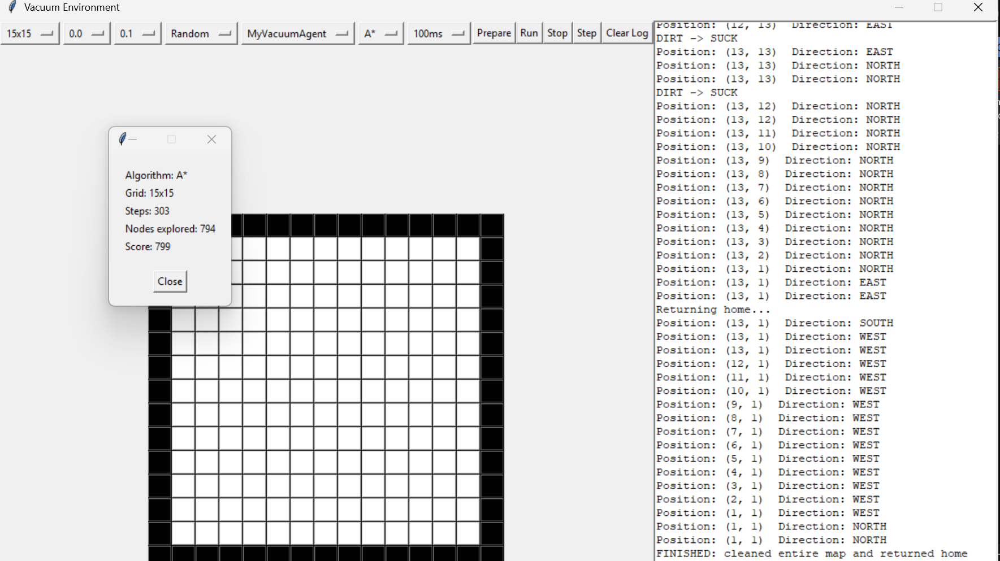 Vacuum Environment
15x15 0.0 0.1 Random MyVacuumAgent A* 100ms Prepare Run Stop Step Clear Log
Algorithm: A*
Grid: 15x15
Steps: 303
Nodes explored: 794
Score: 799
Close
Position: (12, 13) Direction: EAST
DIRT -> SUCK
Position: (13, 13) Direction: EAST
Position: (13, 13) Direction: NORTH
Position: (13, 13) Direction: NORTH
DIRT -> SUCK
Position: (13, 12) Direction: NORTH
Position: (13, 12) Direction: NORTH
Position: (13, 11) Direction: NORTH
Position: (13, 10) Direction: NORTH
Position: (13, 9) Direction: NORTH
Position: (13, 8) Direction: NORTH
Position: (13, 7) Direction: NORTH
Position: (13, 6) Direction: NORTH
Position: (13, 5) Direction: NORTH
Position: (13, 4) Direction: NORTH
Position: (13, 3) Direction: NORTH
Position: (13, 2) Direction: NORTH
Position: (13, 1) Direction: NORTH
Position: (13, 1) Direction: EAST
Position: (13, 1) Direction: EAST
Returning home...
Position: (13, 1) Direction: SOUTH
Position: (13, 1) Direction: WEST
Position: (13, 1) Direction: WEST
Position: (12, 1) Direction: WEST
Position: (11, 1) Direction: WEST
Position: (10, 1) Direction: WEST
Position: (9, 1) Direction: WEST
Position: (8, 1) Direction: WEST
Position: (7, 1) Direction: WEST
Position: (6, 1) Direction: WEST
Position: (5, 1) Direction: WEST
Position: (4, 1) Direction: WEST
Position: (3, 1) Direction: WEST
Position: (2, 1) Direction: WEST
Position: (1, 1) Direction: WEST
Position: (1, 1) Direction: NORTH
Position: (1, 1) Direction: NORTH
FINISHED: cleaned entire map and returned home